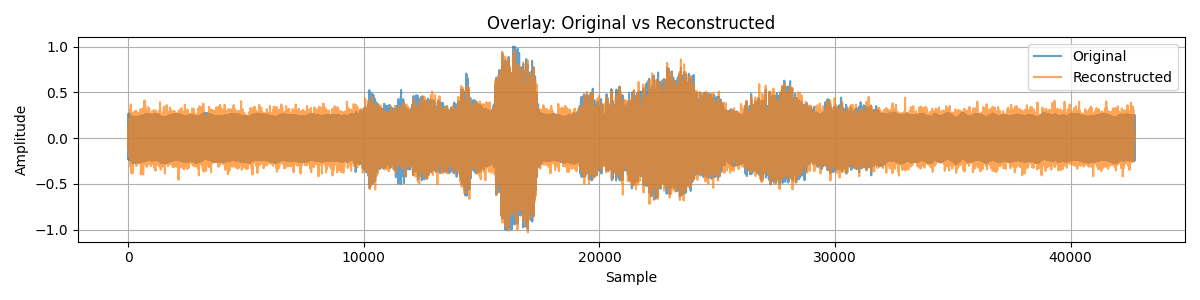 Overlay: Original vs Reconstructed
Original
Reconstructed
Amplitude
1.0
0.5
0.0
−0.5
−1.0
0 10000 20000 30000 40000
Sample